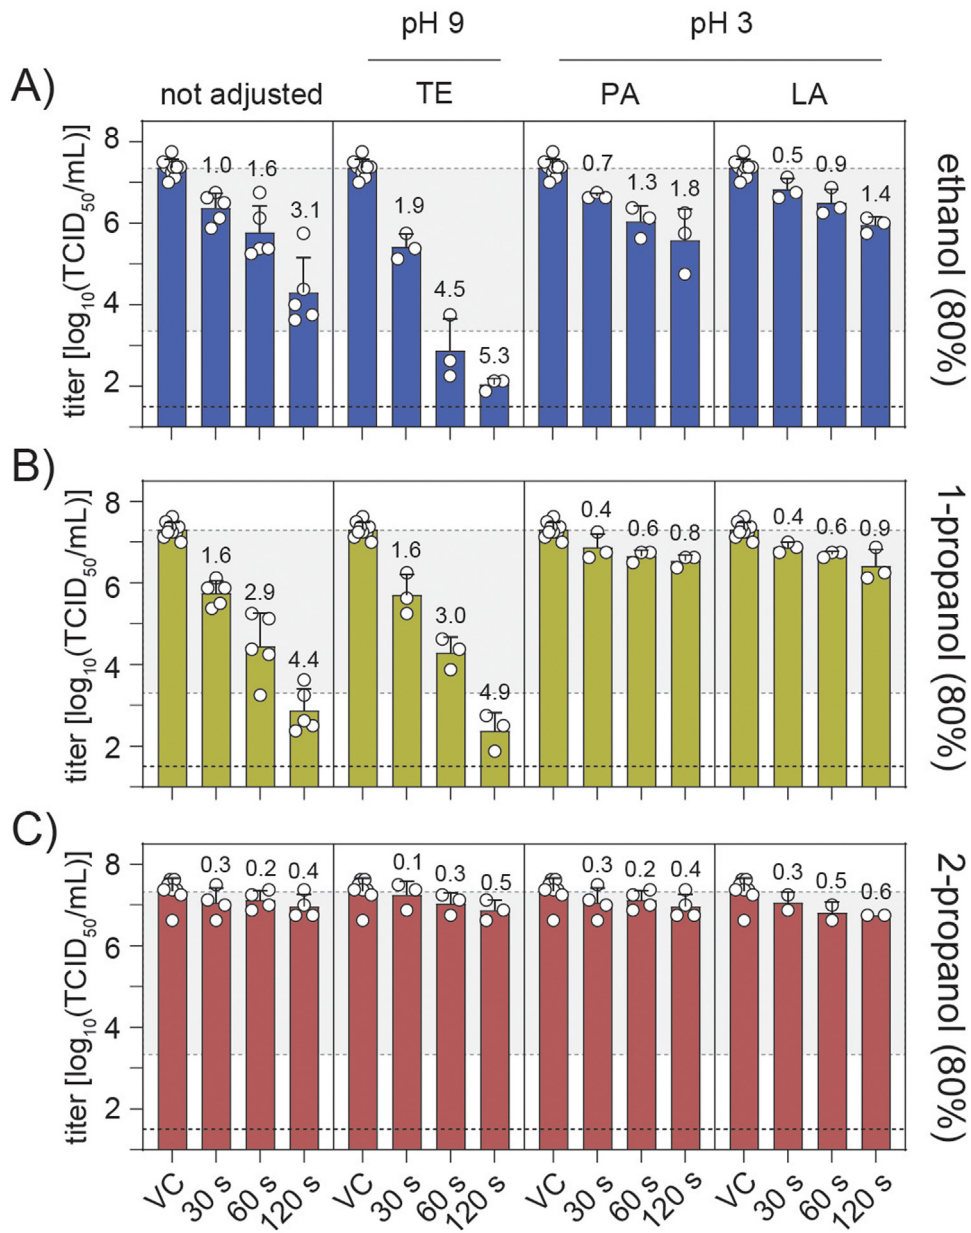 pH 9 pH 3
A) not adjusted TE PA LA
titer [log10(TCID50/mL)]
8
6
4
2
1.0 1.6 3.1
1.9 4.5 5.3
0.7 1.3 1.8
0.5 0.9 1.4
ethanol (80%)
B)
titer [log10(TCID50/mL)]
8
6
4
2
1.6 2.9 4.4
1.6 3.0 4.9
0.4 0.6 0.8
0.4 0.6 0.9
1-propanol (80%)
C)
titer [log10(TCID50/mL)]
8
6
4
2
0.3 0.2 0.4
0.1 0.3 0.5
0.3 0.2 0.4
0.3 0.5 0.6
2-propanol (80%)
VC 30 s 60 s 120 s VC 30 s 60 s 120 s VC 30 s 60 s 120 s VC 30 s 60 s 120 s